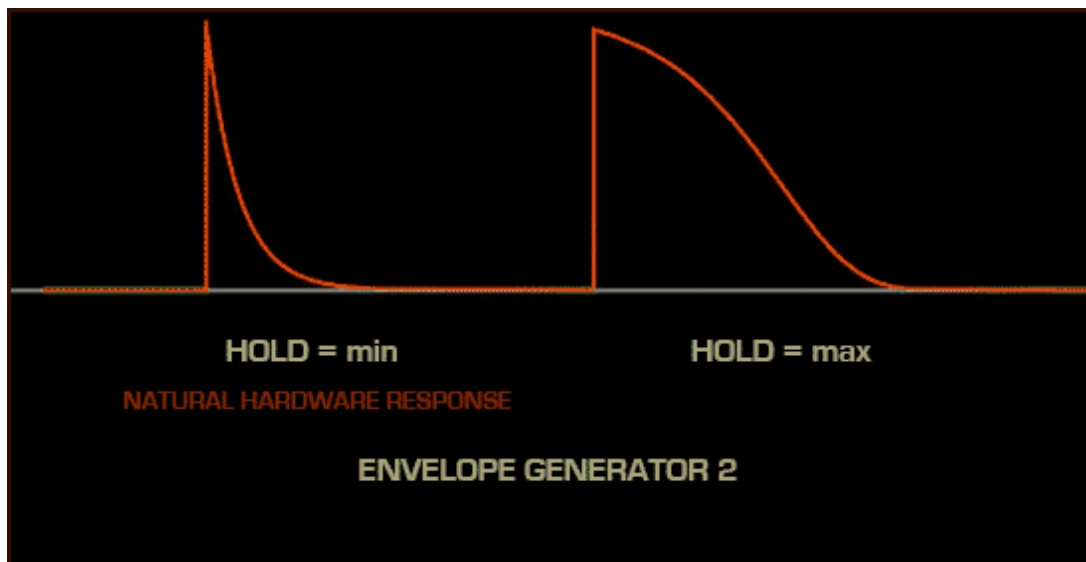 HOLD = min
HOLD = max
NATURAL HARDWARE RESPONSE
ENVELOPE GENERATOR 2